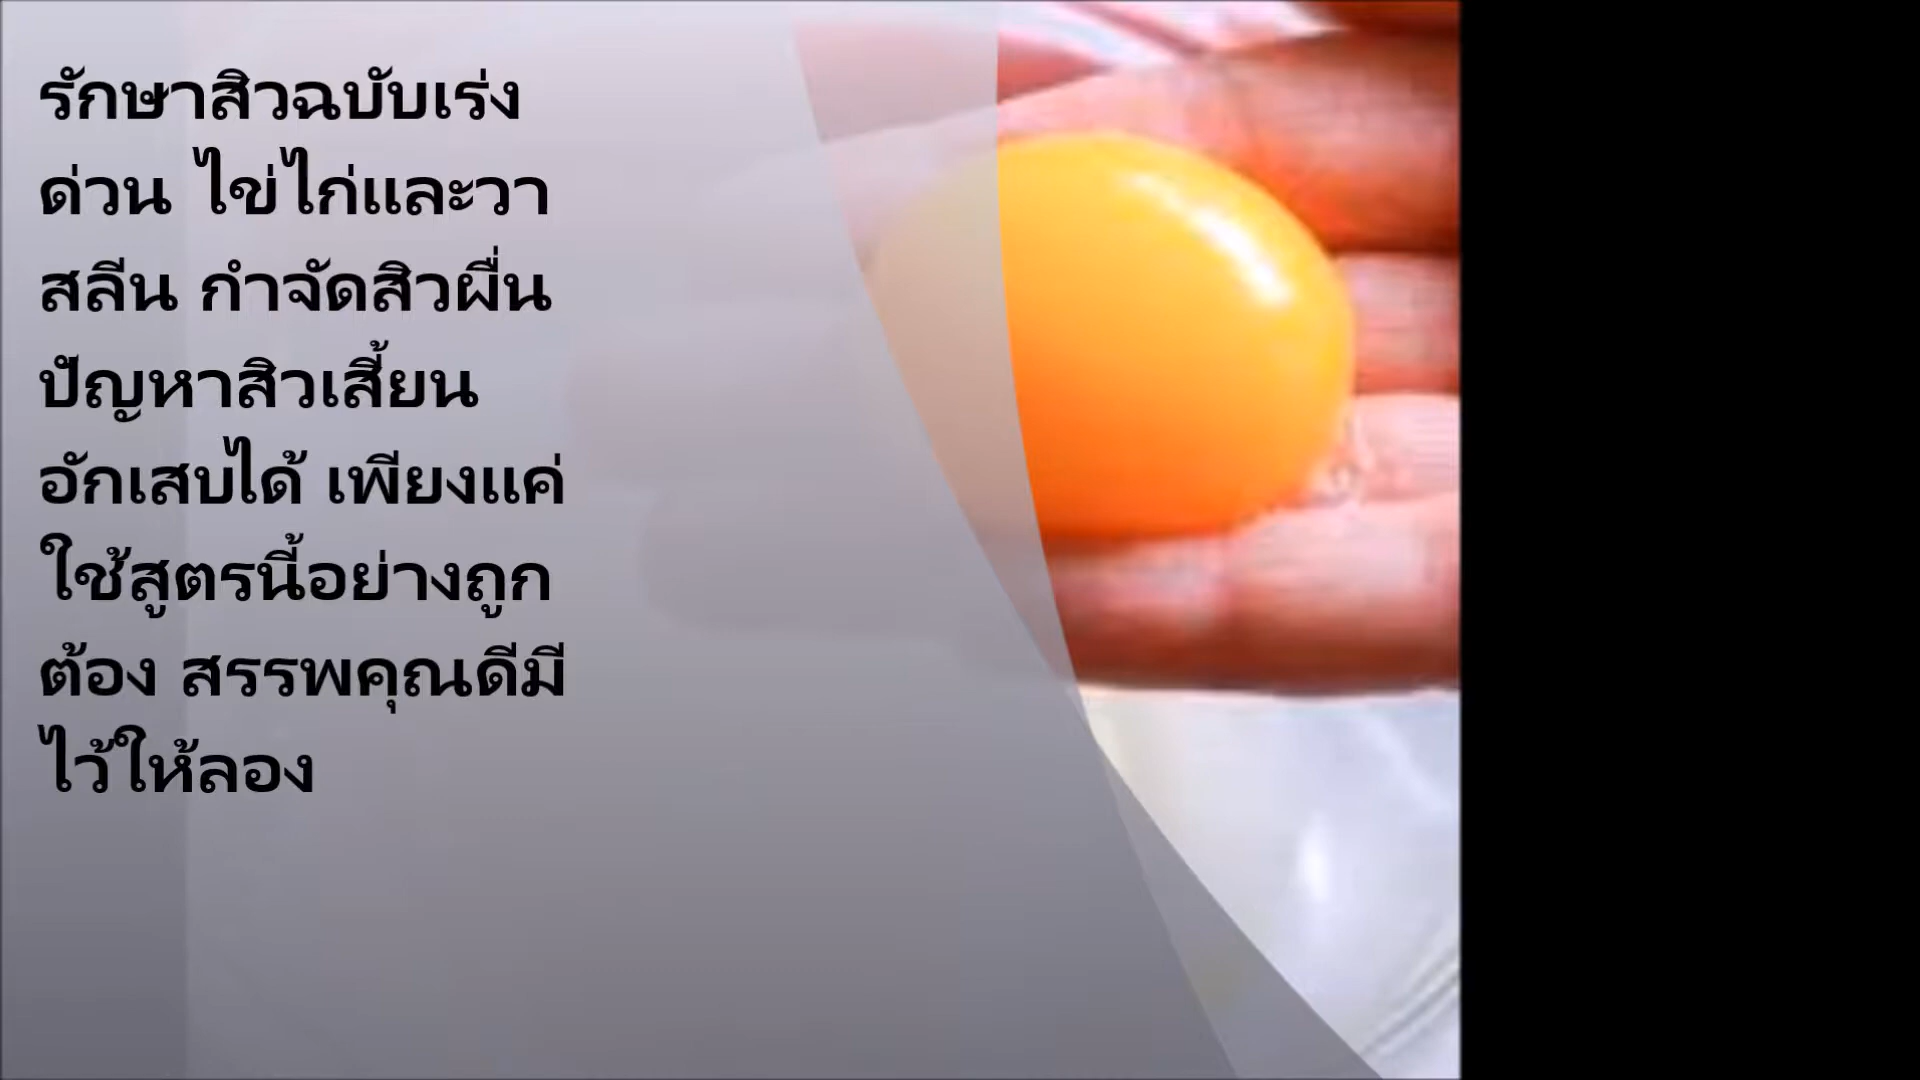 รักษาสิวฉบับเร่ง
ด่วน ไข่ไก่และวา
สลีน กำจัดสิวผื่น
ปัญหาสิวเสี้ยน
อักเสบได้ เพียงแค่
ใช้สูตรนี้อย่างถูก
ต้อง สรรพคุณดีมี
ไว้ให้ลอง